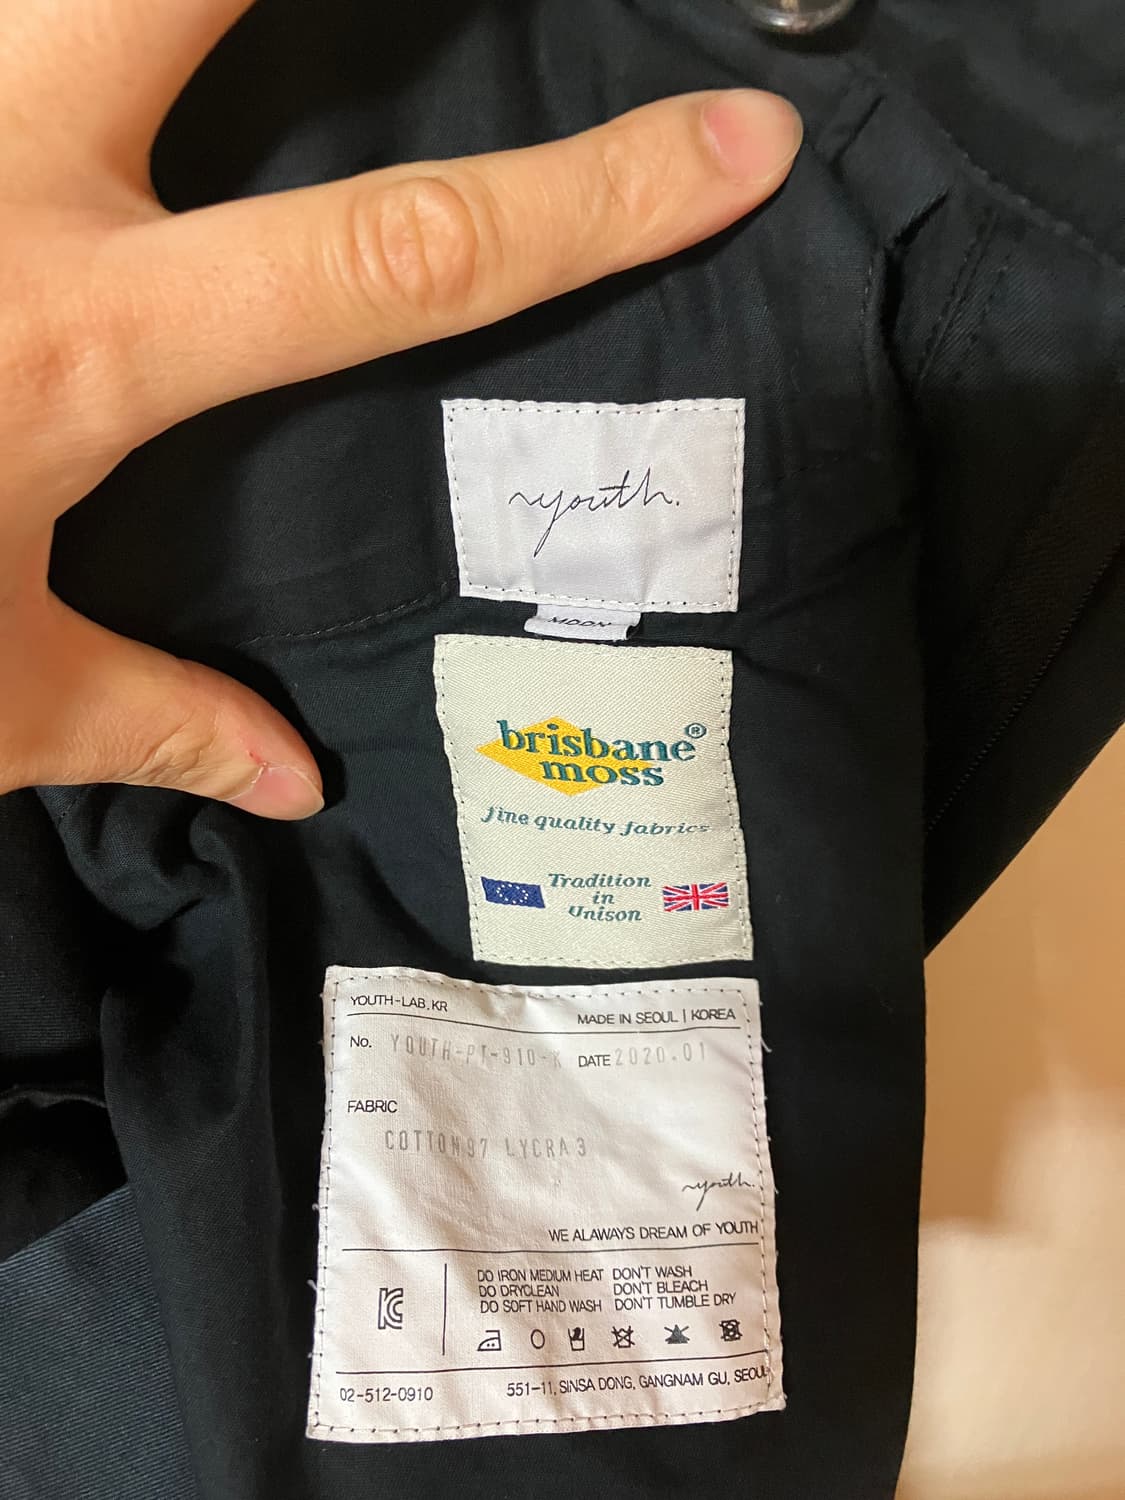 youth.
MOON
brisbane®
moss
fine quality fabrics
Tradition
in
Unison
YOUTH-LAB.KR
MADE IN SEOUL | KOREA
No. YOUTH-PT-910-K DATE 2020.01
FABRIC
COTTON97 LYCRA3
youth.
WE ALAWAYS DREAM OF YOUTH
DO IRON MEDIUM HEAT DON'T WASH
DO DRYCLEAN DON'T BLEACH
DO SOFT HAND WASH DON'T TUMBLE DRY
02-512-0910 551-11, SINSA DONG, GANGNAM GU, SEOUL